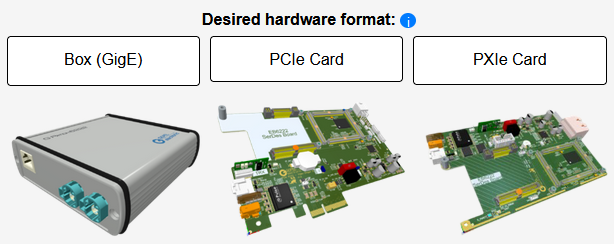 Desired hardware format: i
Box (GigE)
PCIe Card
PXIe Card